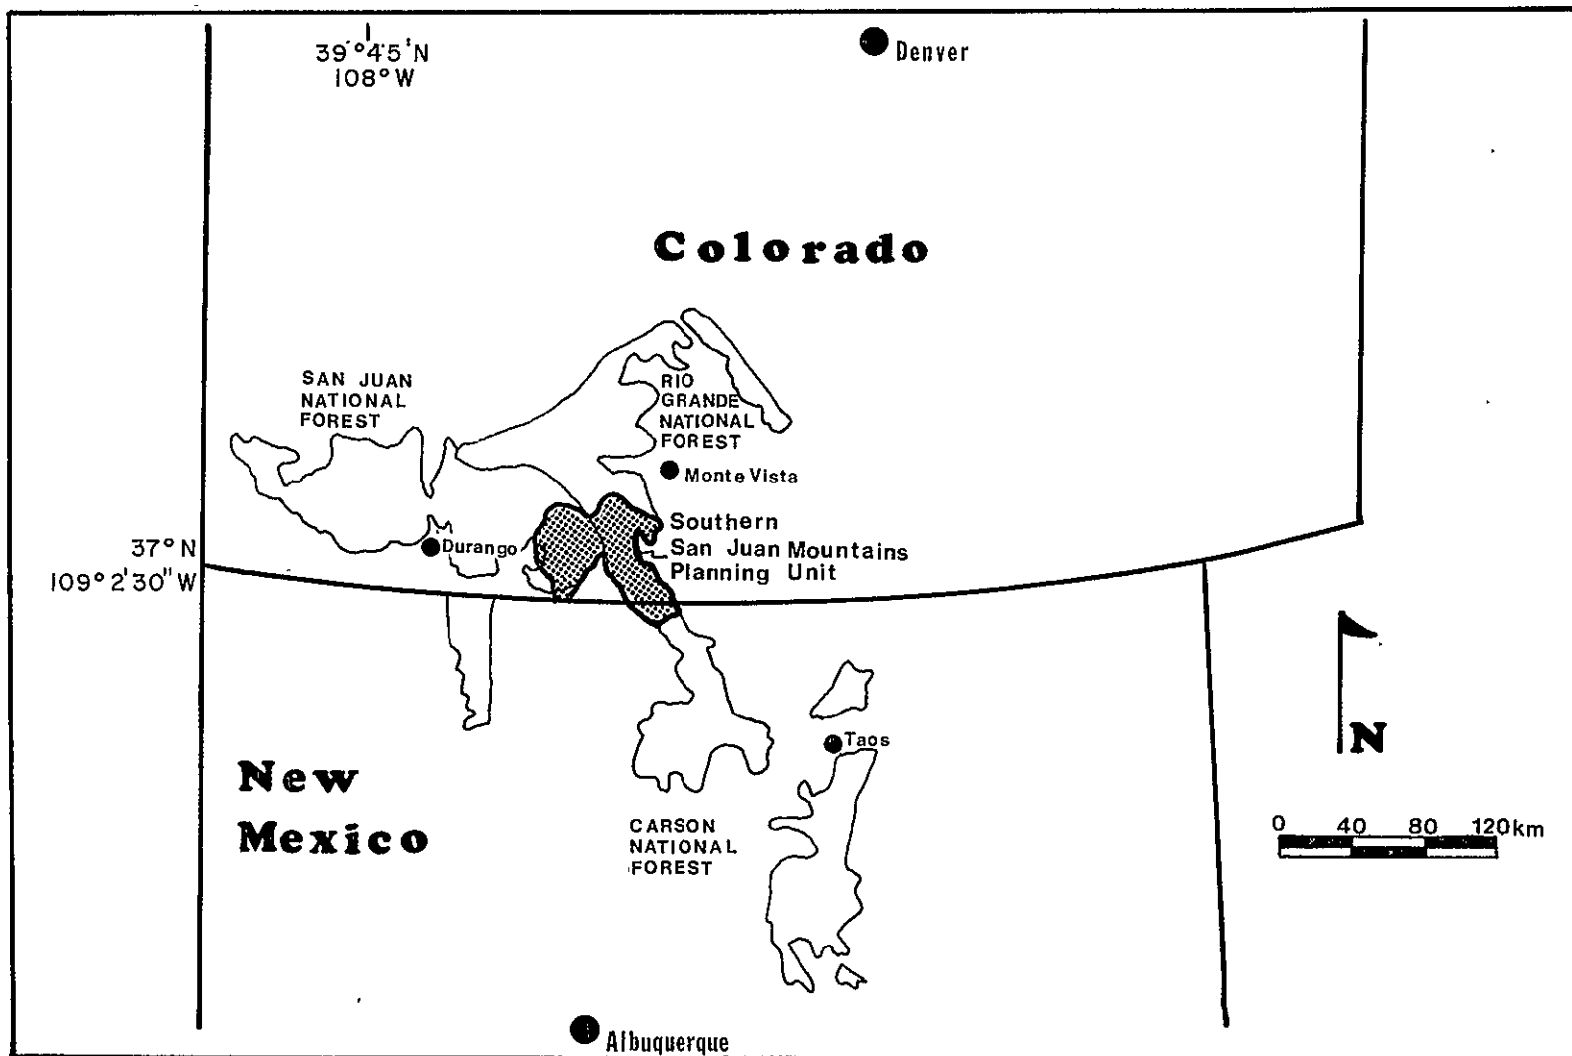 39°45'N
108°W
Denver
Colorado
SAN JUAN
NATIONAL
FOREST
RIO
GRANDE
NATIONAL
FOREST
Monte Vista
Southern
San Juan Mountains
Planning Unit
37°N
109°2'30"W
Durango
New
Mexico
Taos
CARSON
NATIONAL
FOREST
N
0 40 80 120km
Albuquerque